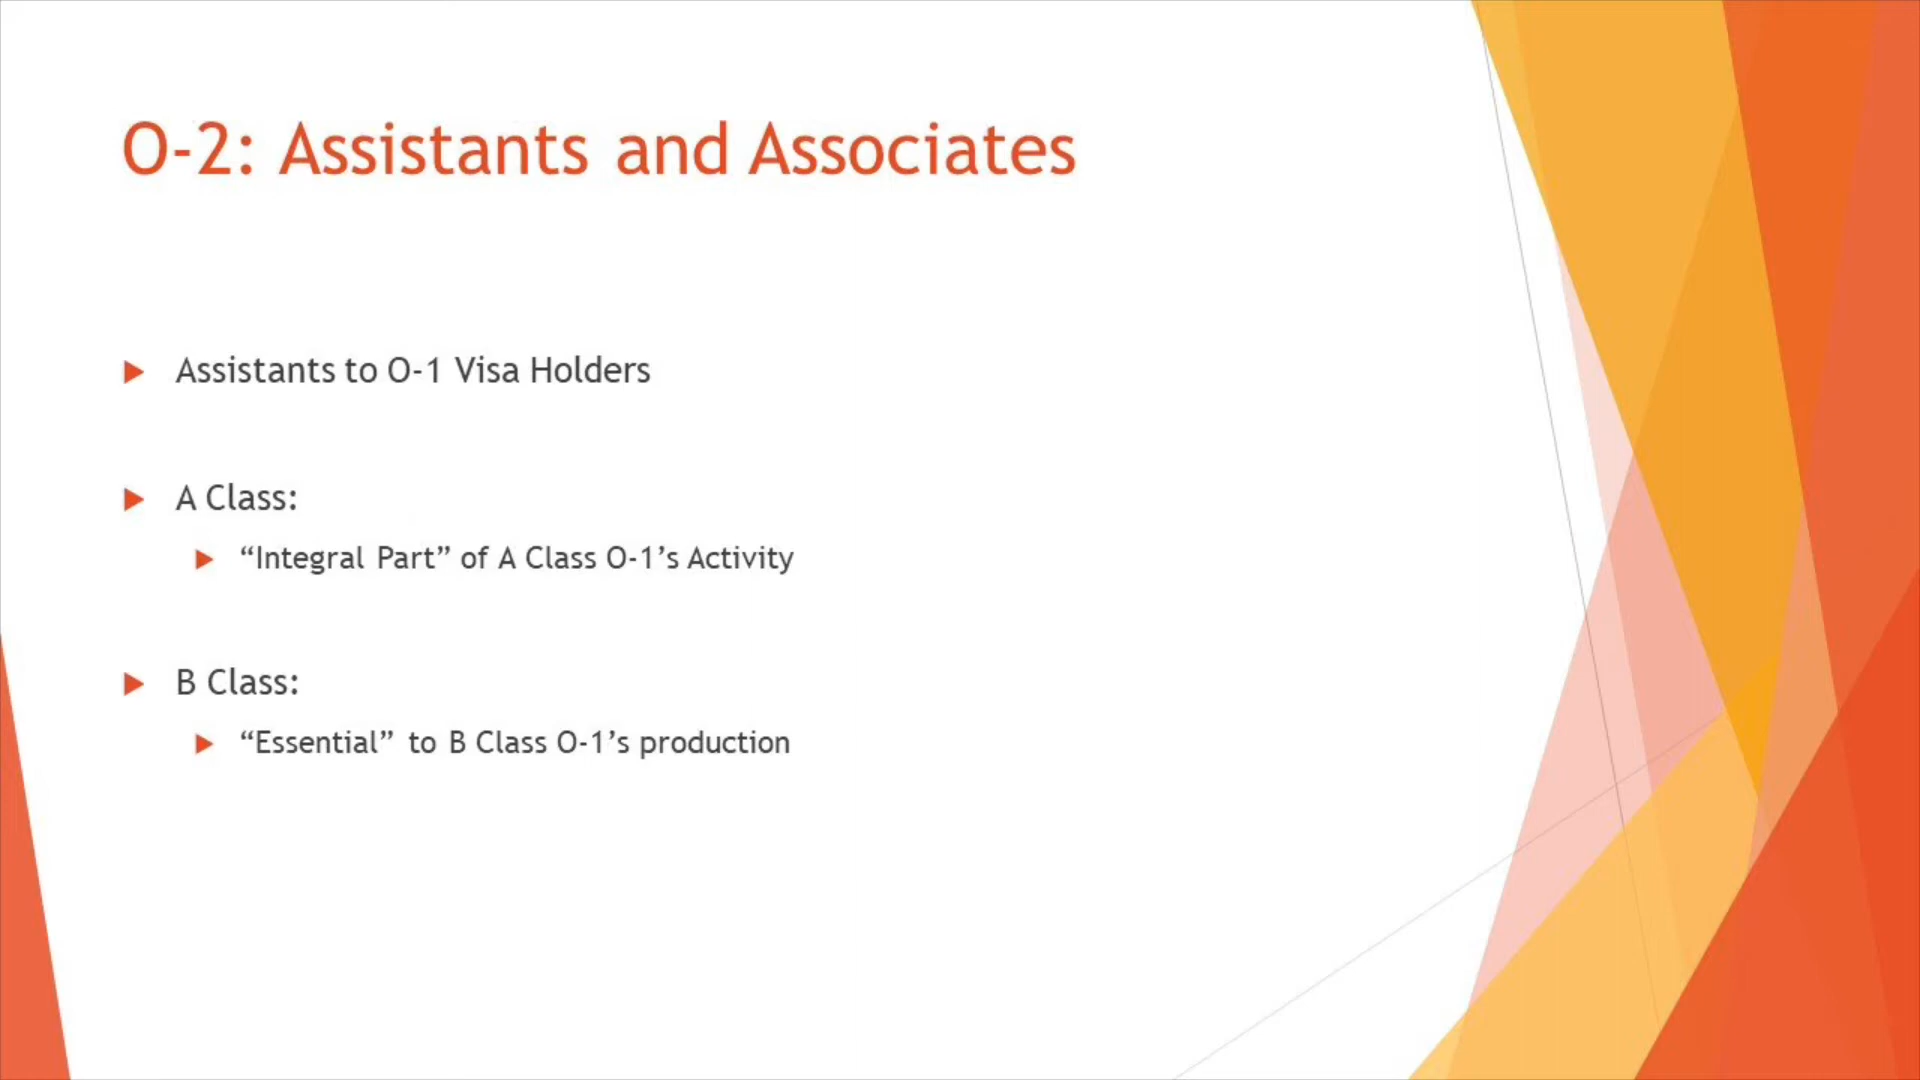 O-2: Assistants and Associates
Assistants to O-1 Visa Holders
A Class:
“Integral Part” of A Class O-1’s Activity
B Class:
“Essential” to B Class O-1’s production